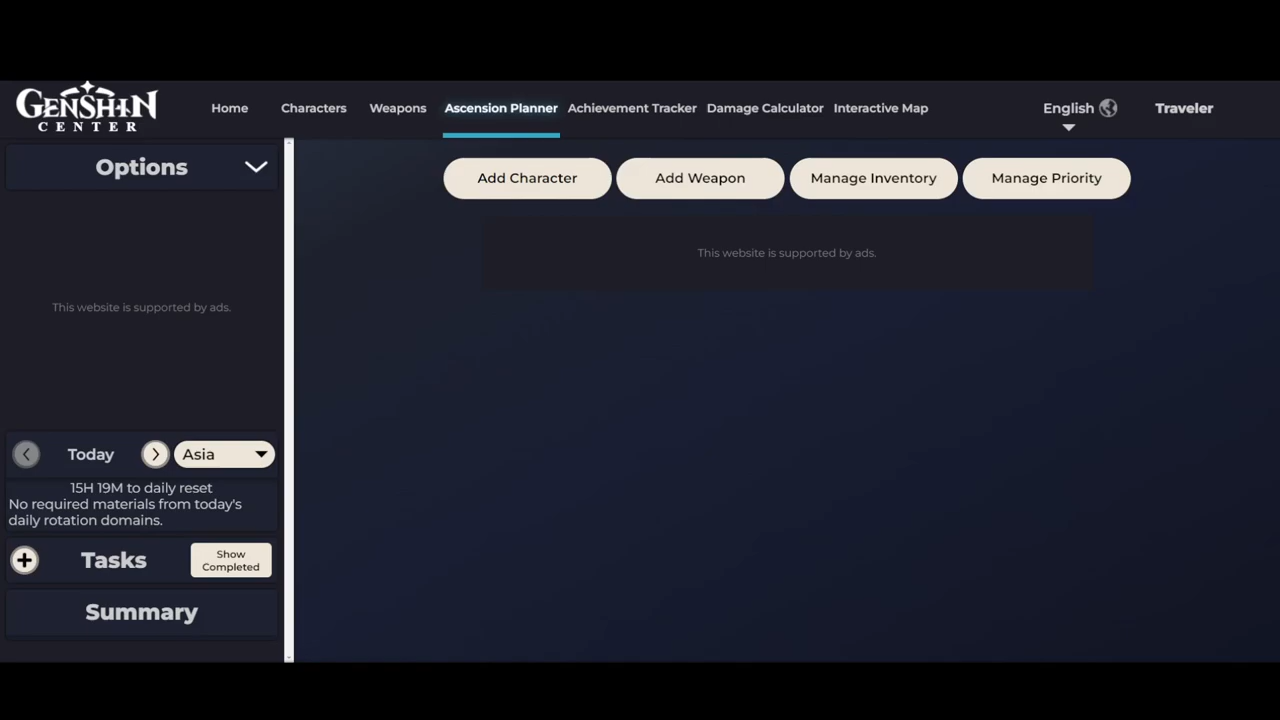 GENSHIN
CENTER
Home
Characters
Weapons
Ascension Planner
Achievement Tracker
Damage Calculator
Interactive Map
English
Traveler
Options
Add Character
Add Weapon
Manage Inventory
Manage Priority
This website is supported by ads.
This website is supported by ads.
Today
Asia
15H 19M to daily reset
No required materials from today's
daily rotation domains.
Tasks
Show
Completed
Summary